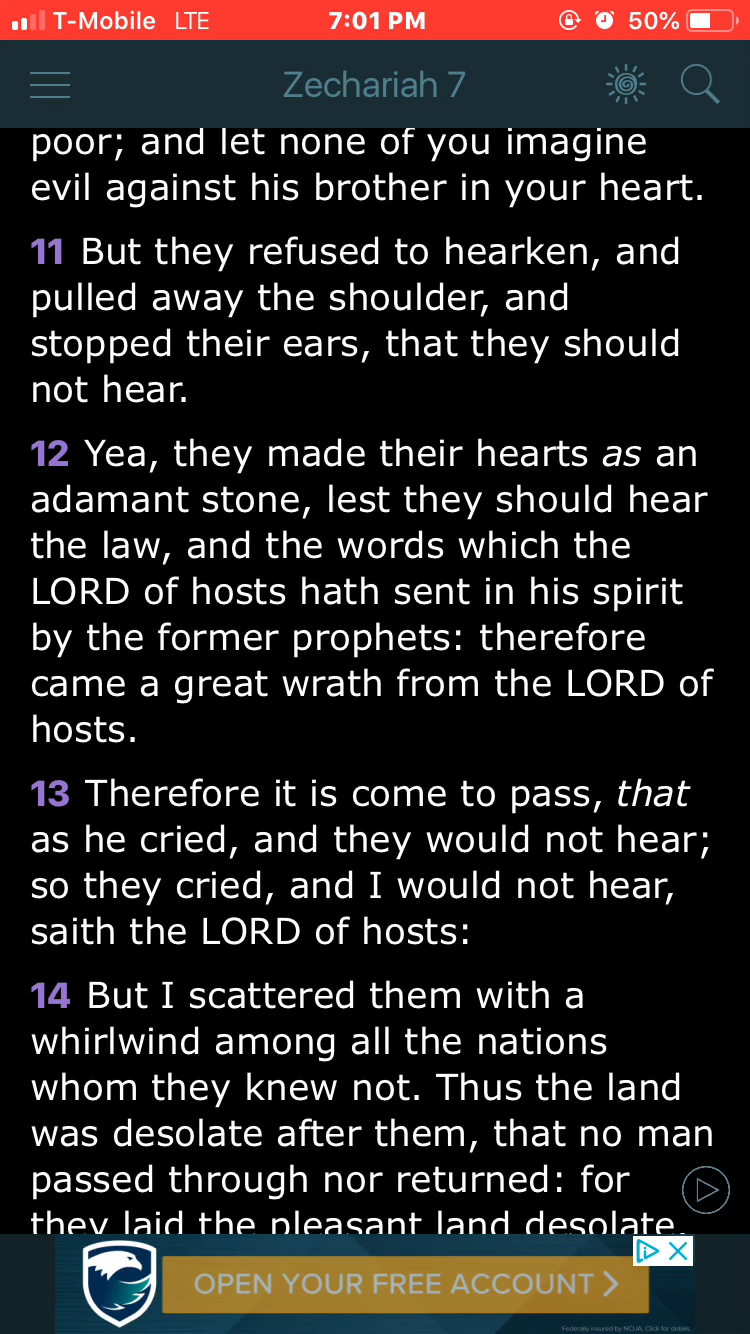 T-Mobile LTE 7:01 PM 50%
Zechariah 7
poor; and let none of you imagine
evil against his brother in your heart.
11 But they refused to hearken, and
pulled away the shoulder, and
stopped their ears, that they should
not hear.
12 Yea, they made their hearts as an
adamant stone, lest they should hear
the law, and the words which the
LORD of hosts hath sent in his spirit
by the former prophets: therefore
came a great wrath from the LORD of
hosts.
13 Therefore it is come to pass, that
as he cried, and they would not hear;
so they cried, and I would not hear,
saith the LORD of hosts:
14 But I scattered them with a
whirlwind among all the nations
whom they knew not. Thus the land
was desolate after them, that no man
passed through nor returned: for
they laid the pleasant land desolate.
OPEN YOUR FREE ACCOUNT
Federally insured by NCUA. Click for details.